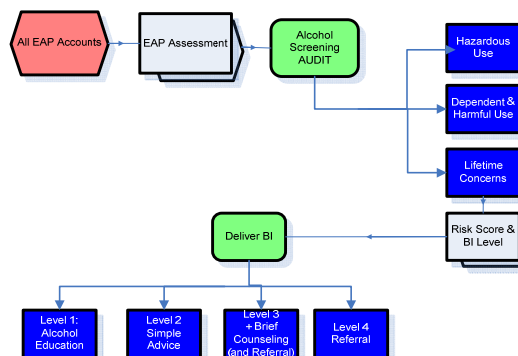 All EAP Accounts
EAP Assessment
Alcohol
Screening
AUDIT
Hazardous
Use
Dependent &
Harmful Use
Lifetime
Concerns
Risk Score &
BI Level
Deliver BI
Level 1:
Alcohol
Education
Level 2
Simple
Advice
Level 3
+ Brief
Counseling
(and Referral)
Level 4
Referral